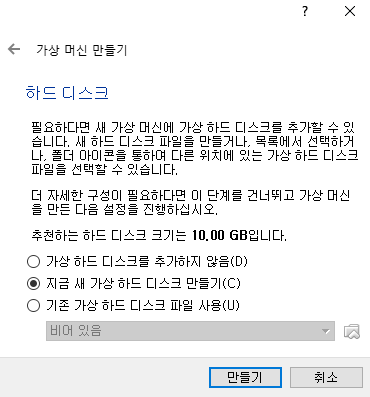 ?
가상 머신 만들기
하드 디스크
필요하다면 새 가상 머신에 가상 하드 디스크를 추가할 수 있
습니다. 새 하드 디스크 파일을 만들거나, 목록에서 선택하거
나, 폴더 아이콘을 통하여 다른 위치에 있는 가상 하드 디스크
파일을 선택할 수 있습니다.
더 자세한 구성이 필요하다면 이 단계를 건너뛰고 가상 머신
을 만든 다음 설정을 진행하십시오.
추천하는 하드 디스크 크기는 10.00 GB입니다.
가상 하드 디스크를 추가하지 않음(D)
지금 새 가상 하드 디스크 만들기(C)
기존 가상 하드 디스크 파일 사용(U)
비어 있음
만들기 취소